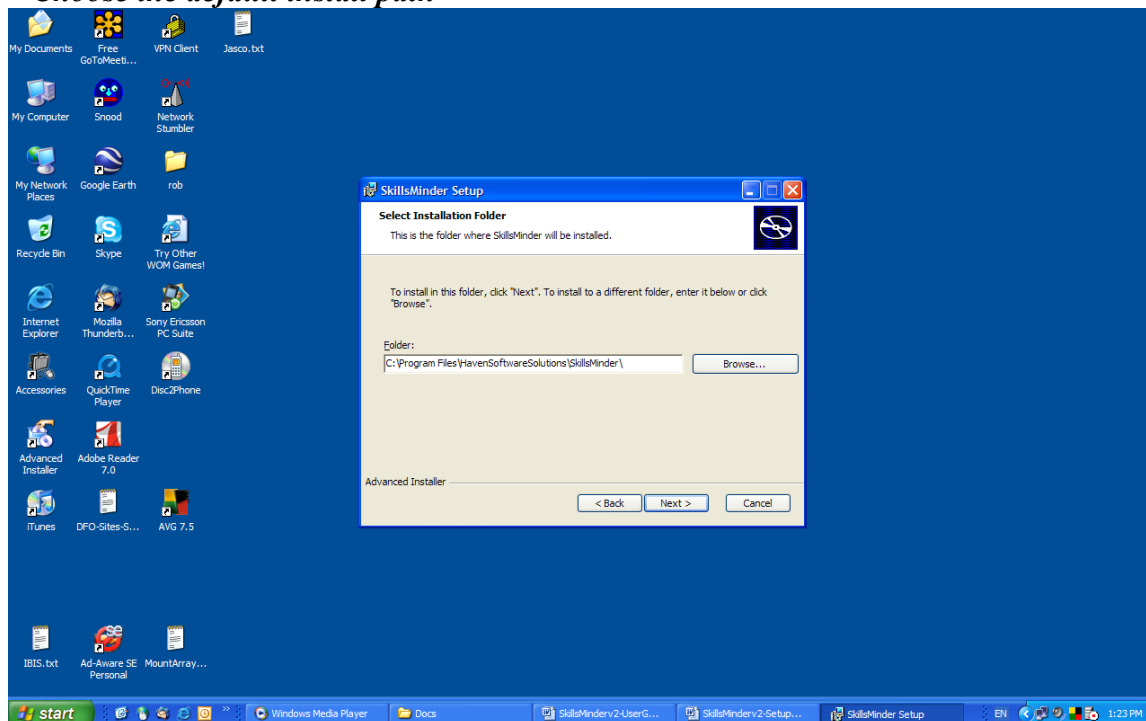 Choose the default install path
My Documents
Free
GoToMeeti...
VPN Client
Jasco.txt
My Computer
Snood
Network
Stumbler
My Network
Places
Google Earth
rob
Recycle Bin
Skype
Try Other
WOM Games!
Internet
Explorer
Mozilla
Thunderb...
Sony Ericsson
PC Suite
Accessories
QuickTime
Player
Disc2Phone
Advanced
Installer
Adobe Reader
7.0
iTunes
DFO-Sites-S...
AVG 7.5
IBIS.txt
Ad-Aware SE
Personal
MountArray...
SkillsMinder Setup
Select Installation Folder
This is the folder where SkillsMinder will be installed.
To install in this folder, click "Next". To install to a different folder, enter it below or click
"Browse".
Folder:
C:\Program Files\HavenSoftwareSolutions\SkillsMinder\
Browse...
Advanced Installer
< Back
Next >
Cancel
start
Windows Media Player
Docs
SkillsMinderv2-UserG...
SkillsMinderv2-Setup...
SkillsMinder Setup
EN
1:23 PM